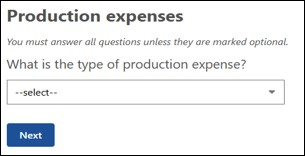 Production expenses
You must answer all questions unless they are marked optional.
What is the type of production expense?
--select--
Next